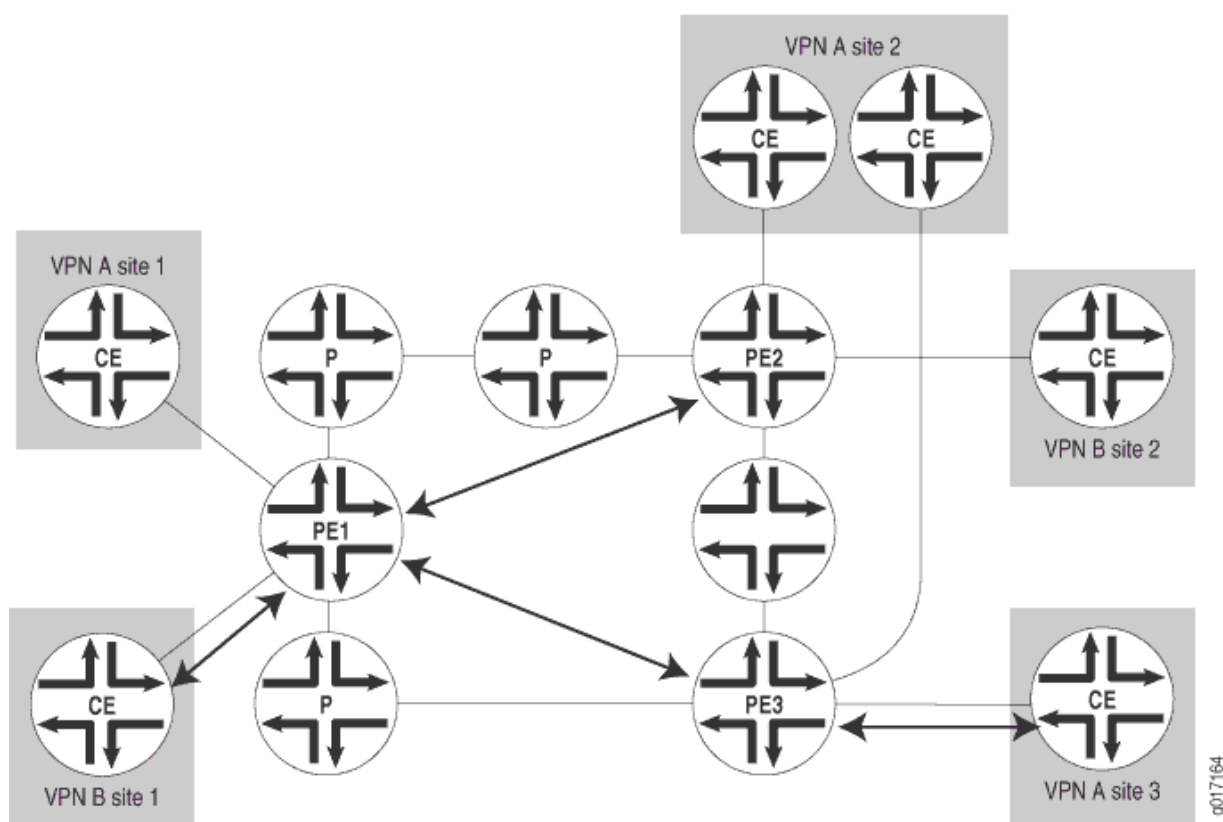 VPN A site 2
CE CE
VPN A site 1
CE P P PE2 CE
VPN B site 2
PE1
CE P PE3 CE
VPN B site 1
VPN A site 3
g017164